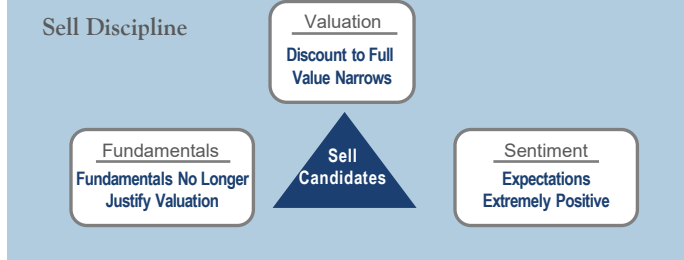 Sell Discipline
Valuation
Discount to Full
Value Narrows
Fundamentals
Fundamentals No Longer
Justify Valuation
Sell
Candidates
Sentiment
Expectations
Extremely Positive